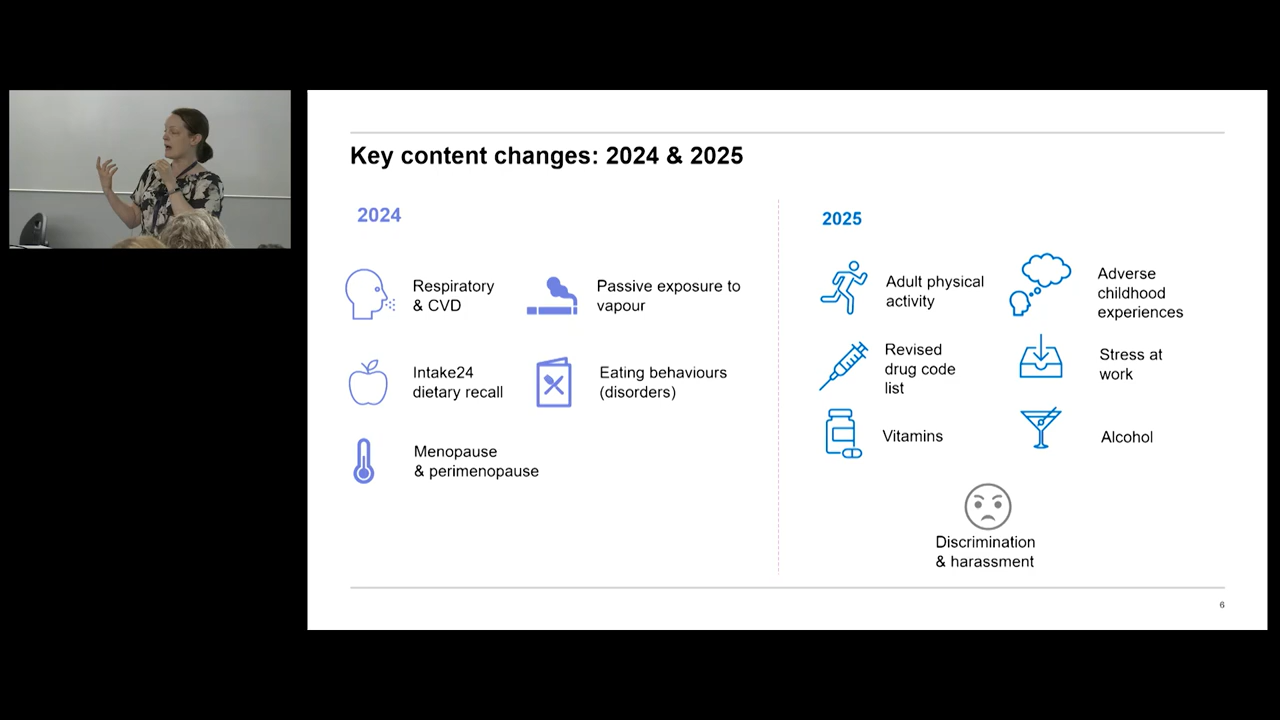 Key content changes: 2024 & 2025
2024
Respiratory
& CVD
Passive exposure to
vapour
Intake24
dietary recall
Eating behaviours
(disorders)
Menopause
& perimenopause
2025
Adult physical
activity
Adverse
childhood
experiences
Revised
drug code
list
Stress at
work
Vitamins
Alcohol
Discrimination
& harassment
6